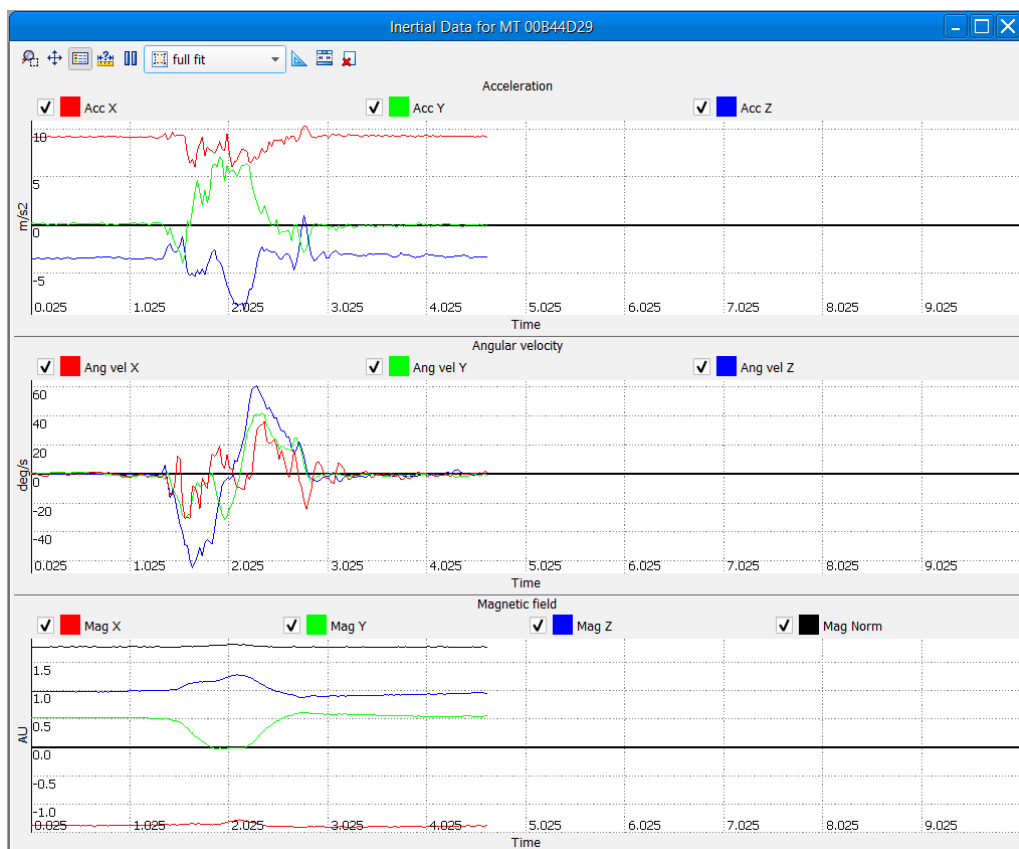 Inertial Data for MT 00B44D29
full fit
Acceleration
Acc X Acc Y Acc Z
10
5
0
-5
m/s2
0.025 1.025 2.025 3.025 4.025 5.025 6.025 7.025 8.025 9.025
Time
Angular velocity
Ang vel X Ang vel Y Ang vel Z
60
40
20
0
-20
-40
deg/s
0.025 1.025 2.025 3.025 4.025 5.025 6.025 7.025 8.025 9.025
Time
Magnetic field
Mag X Mag Y Mag Z Mag Norm
1.5
1.0
0.5
0.0
-0.5
-1.0
AU
0.025 1.025 2.025 3.025 4.025 5.025 6.025 7.025 8.025 9.025
Time